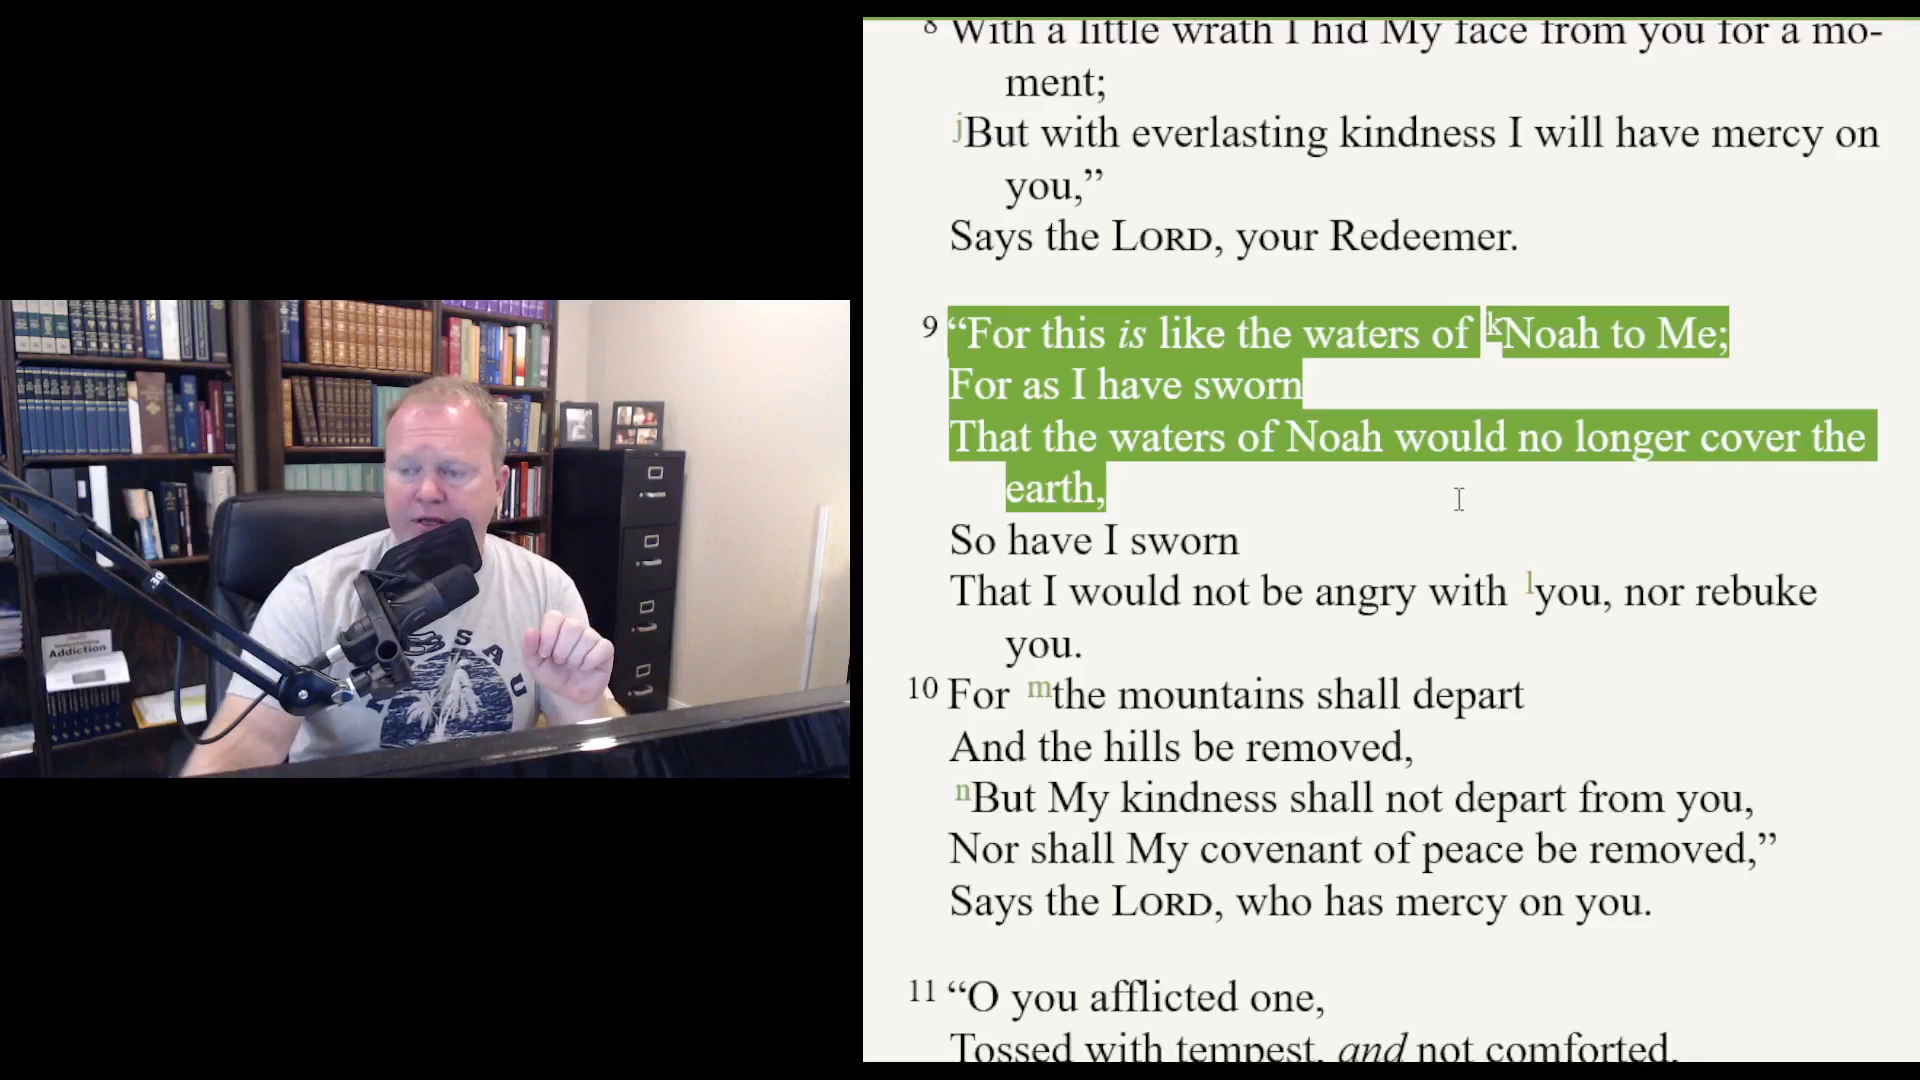 8 With a little wrath I hid My face from you for a mo-
ment;
jBut with everlasting kindness I will have mercy on
you,”
Says the LORD, your Redeemer.
9 “For this is like the waters of kNoah to Me;
For as I have sworn
That the waters of Noah would no longer cover the
earth,
So have I sworn
That I would not be angry with lyou, nor rebuke
you.
10 For mthe mountains shall depart
And the hills be removed,
nBut My kindness shall not depart from you,
Nor shall My covenant of peace be removed,”
Says the LORD, who has mercy on you.
11 “O you afflicted one,
Tossed with tempest, and not comforted,
Addiction
S A U